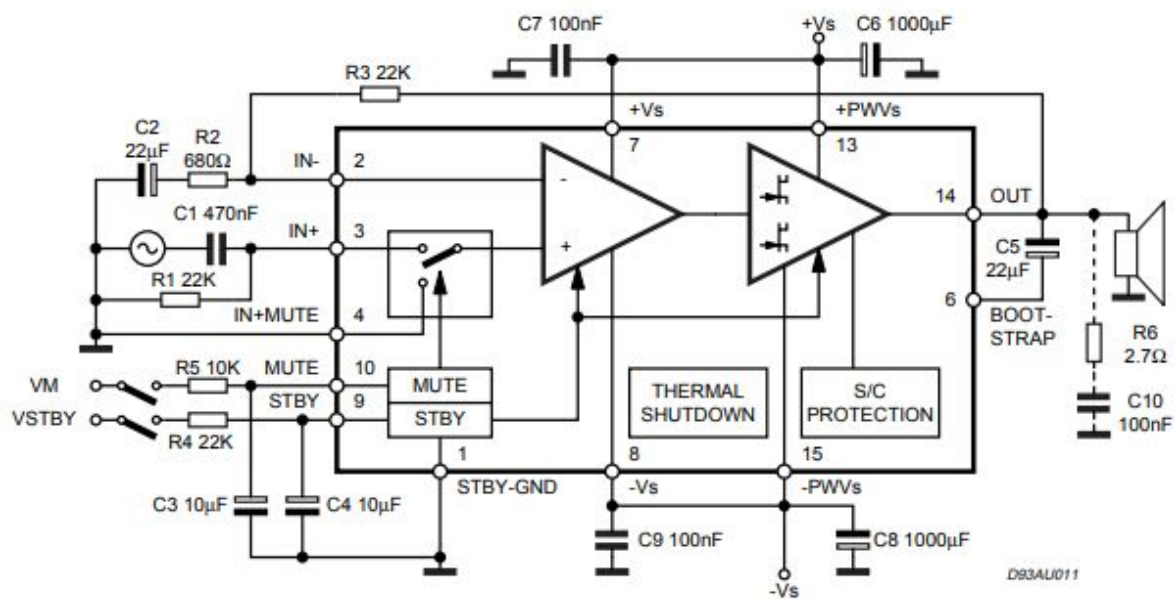 C7 100nF
+Vs
C6 1000µF
R3 22K
+Vs
+PWVs
C2
22µF
R2
680Ω
IN-
2
7
13
-
C1 470nF
IN+
3
+
14
OUT
C5
22µF
R1 22K
IN+MUTE
4
6
BOOT-
STRAP
R6
2.7Ω
VM
R5 10K
MUTE
10
MUTE
THERMAL
SHUTDOWN
S/C
PROTECTION
C10
100nF
VSTBY
R4 22K
STBY
9
STBY
1
8
15
STBY-GND
-Vs
-PWVs
C3 10µF
C4 10µF
C9 100nF
C8 1000µF
-Vs
D93AU011